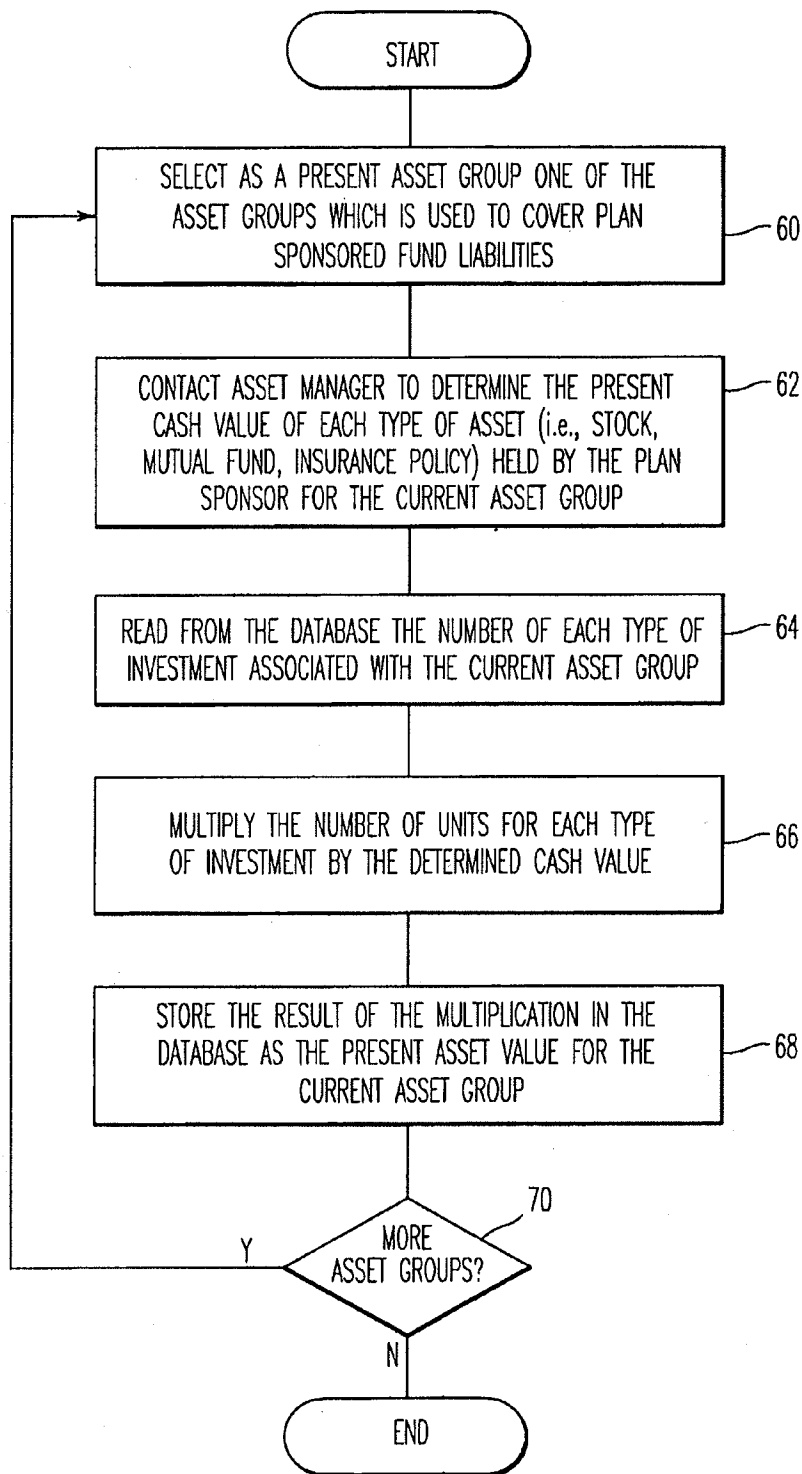 START
SELECT AS A PRESENT ASSET GROUP ONE OF THE
ASSET GROUPS WHICH IS USED TO COVER PLAN
SPONSORED FUND LIABILITIES
60
CONTACT ASSET MANAGER TO DETERMINE THE PRESENT
CASH VALUE OF EACH TYPE OF ASSET (i.e., STOCK,
MUTUAL FUND, INSURANCE POLICY) HELD BY THE PLAN
SPONSOR FOR THE CURRENT ASSET GROUP
62
READ FROM THE DATABASE THE NUMBER OF EACH TYPE OF
INVESTMENT ASSOCIATED WITH THE CURRENT ASSET GROUP
64
MULTIPLY THE NUMBER OF UNITS FOR EACH TYPE
OF INVESTMENT BY THE DETERMINED CASH VALUE
66
STORE THE RESULT OF THE MULTIPLICATION IN THE
DATABASE AS THE PRESENT ASSET VALUE FOR THE
CURRENT ASSET GROUP
68
70
MORE
ASSET GROUPS?
Y
N
END